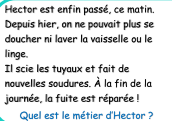 Hector est enfin passé, ce matin.
Depuis hier, on ne pouvait plus se
doucher ni laver la vaisselle ou le
linge.
Il scie les tuyaux et fait de
nouvelles soudures. À la fin de la
journée, la fuite est réparée !
Quel est le métier d'Hector ?